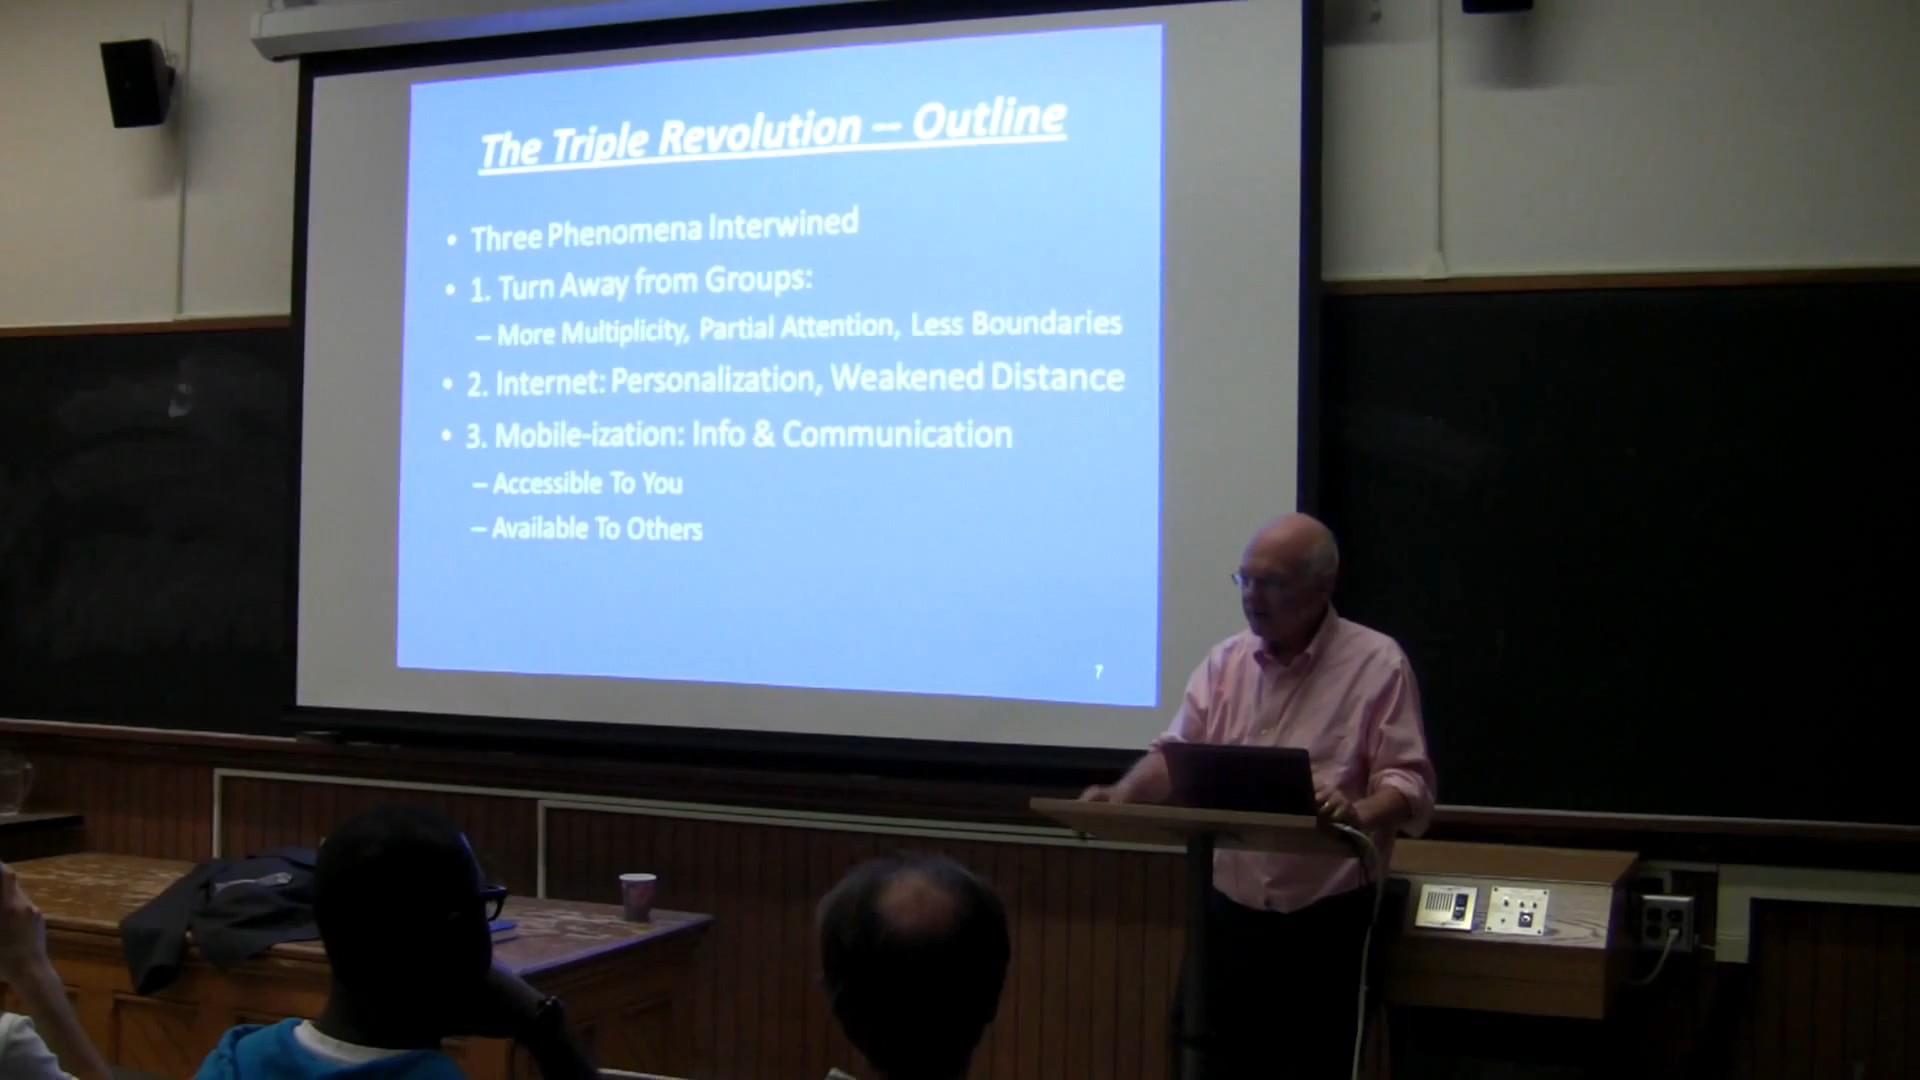 The Triple Revolution – Outline
• Three Phenomena Interwined
• 1. Turn Away from Groups:
– More Multiplicity, Partial Attention, Less Boundaries
• 2. Internet: Personalization, Weakened Distance
• 3. Mobile-ization: Info & Communication
– Accessible To You
– Available To Others
7